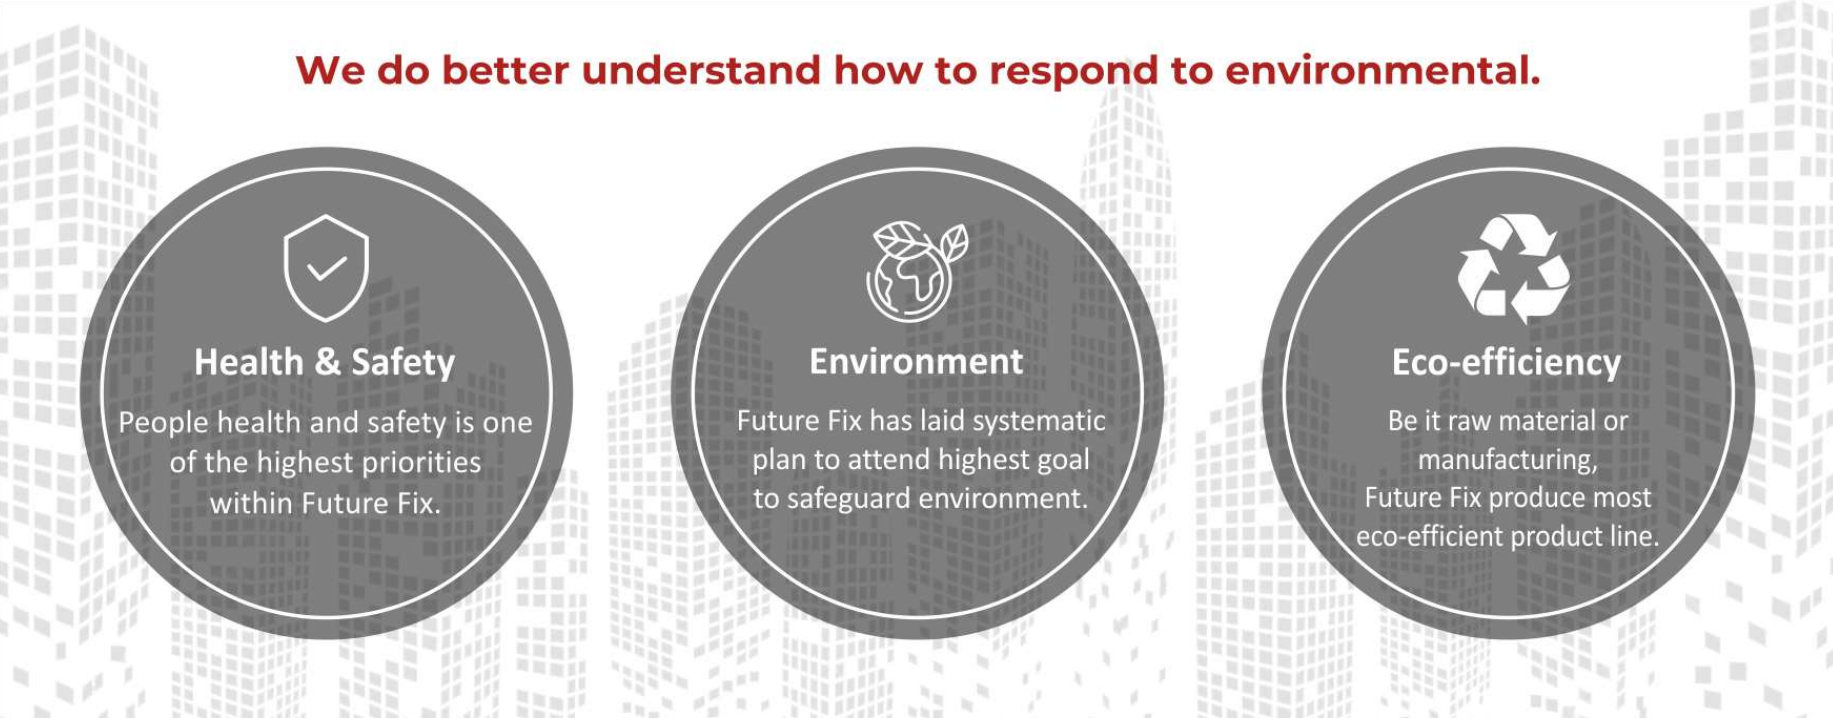 We do better understand how to respond to environmental.
Health & Safety
People health and safety is one
of the highest priorities
within Future Fix.
Environment
Future Fix has laid systematic
plan to attend highest goal
to safeguard environment.
Eco-efficiency
Be it raw material or
manufacturing,
Future Fix produce most
eco-efficient product line.